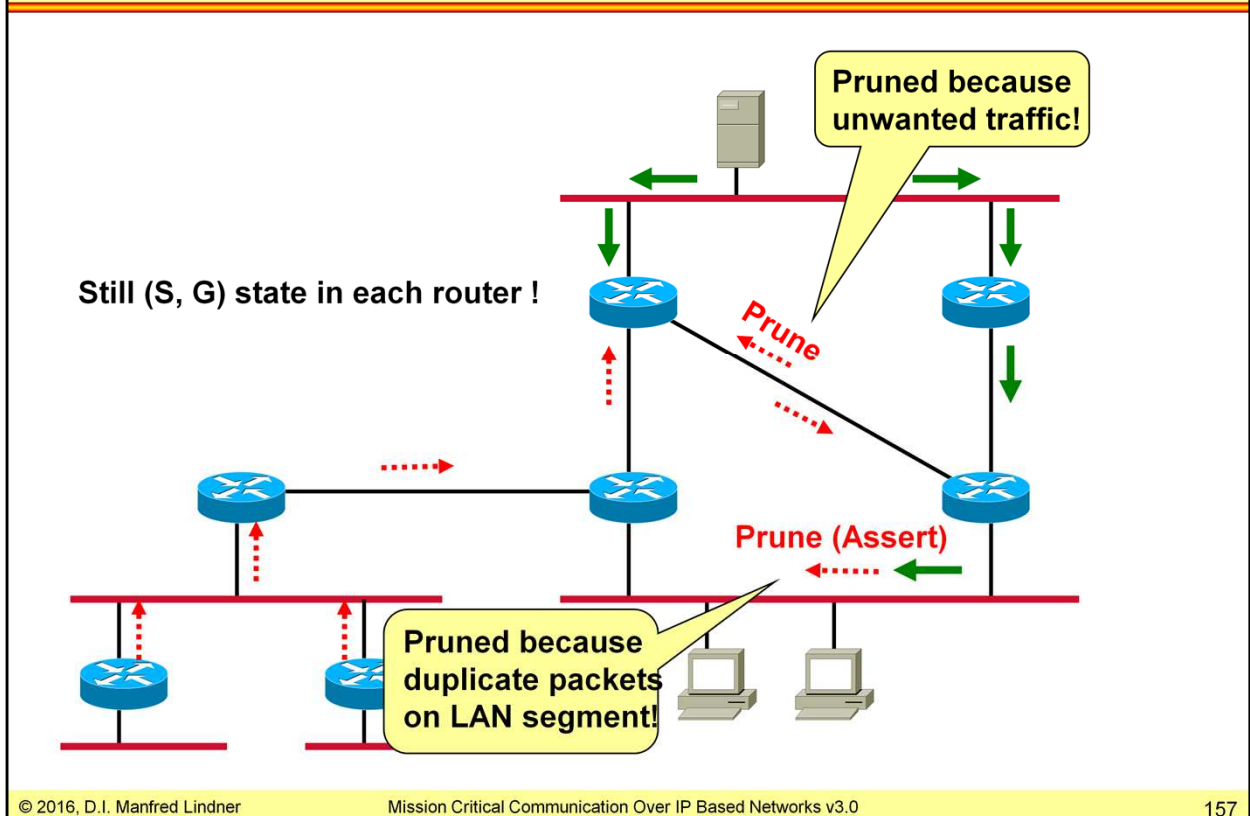 Pruned because
unwanted traffic!
Still (S, G) state in each router !
Prune
Prune (Assert)
Pruned because
duplicate packets
on LAN segment!
© 2016, D.I. Manfred Lindner
Mission Critical Communication Over IP Based Networks v3.0
157